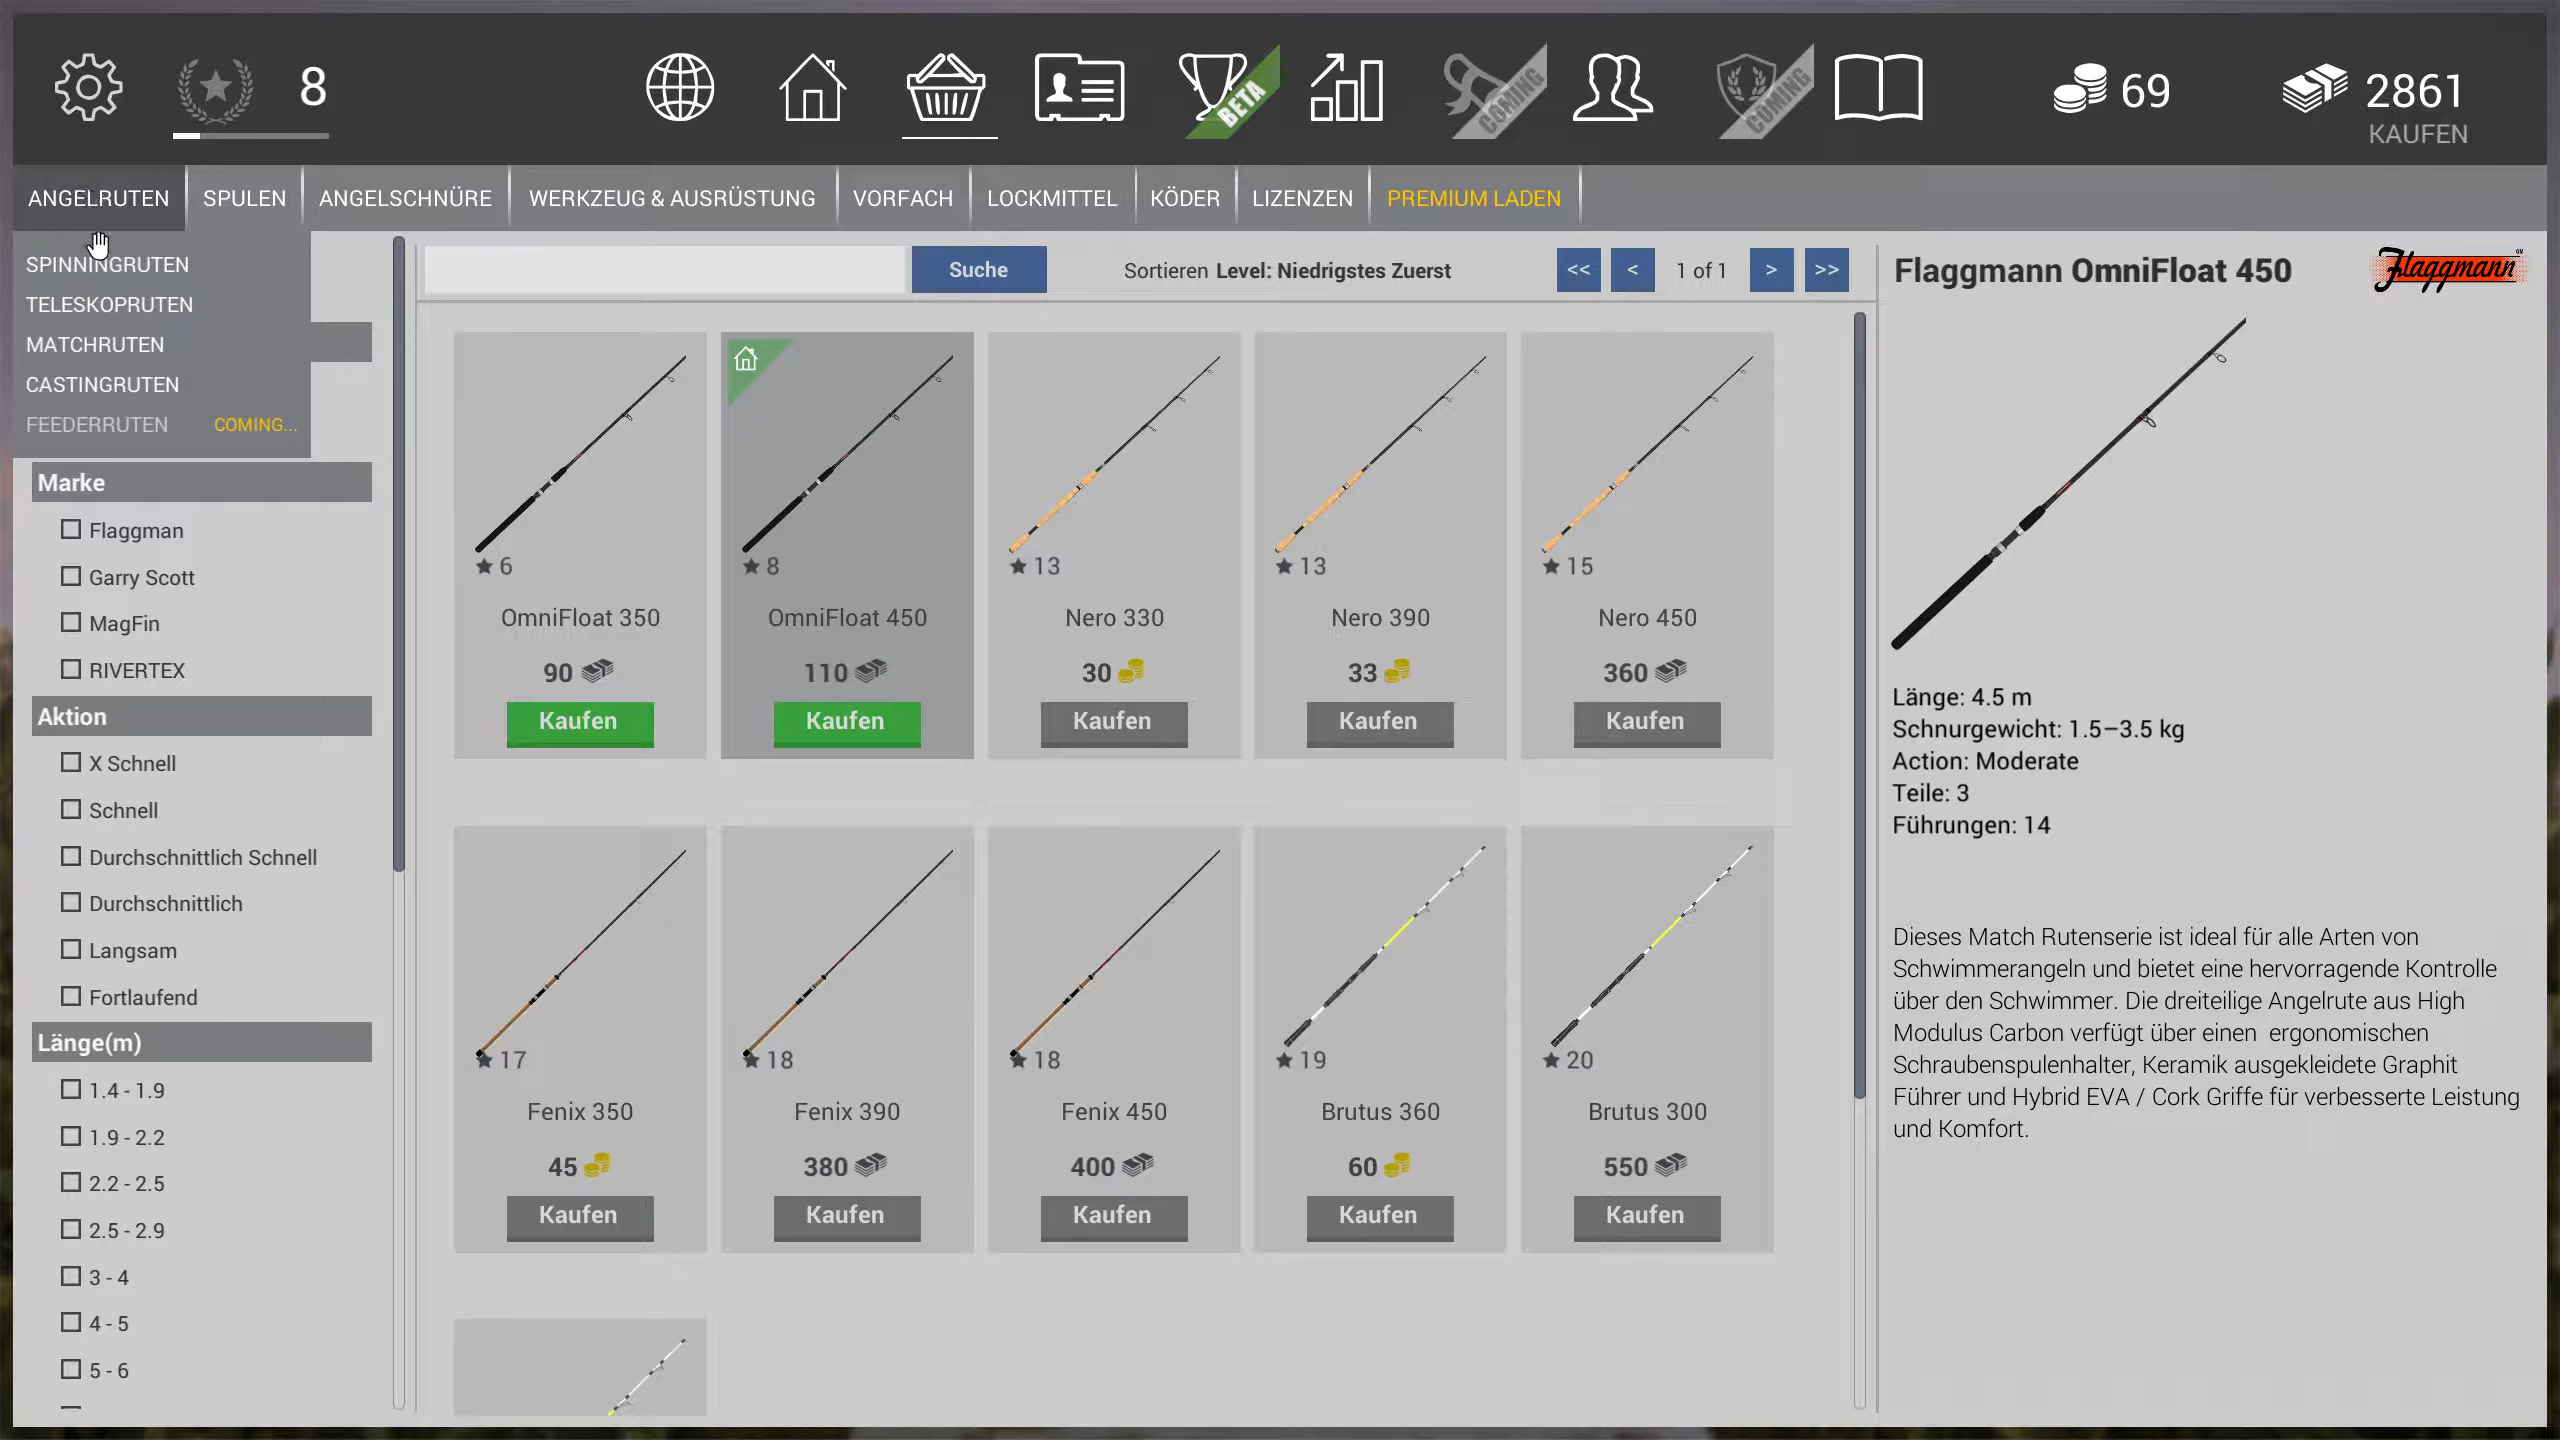 8
BETA
COMING
COMING
69
2861
KAUFEN
ANGELRUTEN
SPULEN
ANGELSCHNÜRE
WERKZEUG & AUSRÜSTUNG
VORFACH
LOCKMITTEL
KÖDER
LIZENZEN
PREMIUM LADEN
SPINNINGRUTEN
TELESKOPRUTEN
MATCHRUTEN
CASTINGRUTEN
FEEDERRUTEN COMING...
Marke
Flaggman
Garry Scott
MagFin
RIVERTEX
Aktion
X Schnell
Schnell
Durchschnittlich Schnell
Durchschnittlich
Langsam
Fortlaufend
Länge(m)
1.4 - 1.9
1.9 - 2.2
2.2 - 2.5
2.5 - 2.9
3 - 4
4 - 5
5 - 6
Suche
Sortieren Level: Niedrigstes Zuerst
<< < 1 of 1 > >>
6
OmniFloat 350
90
Kaufen
8
OmniFloat 450
110
Kaufen
13
Nero 330
30
Kaufen
13
Nero 390
33
Kaufen
15
Nero 450
360
Kaufen
17
Fenix 350
45
Kaufen
18
Fenix 390
380
Kaufen
18
Fenix 450
400
Kaufen
19
Brutus 360
60
Kaufen
20
Brutus 300
550
Kaufen
Flaggmann OmniFloat 450
Flaggmann
Länge: 4.5 m
Schnurgewicht: 1.5–3.5 kg
Action: Moderate
Teile: 3
Führungen: 14
Dieses Match Rutenserie ist ideal für alle Arten von
Schwimmerangeln und bietet eine hervorragende Kontrolle
über den Schwimmer. Die dreiteilige Angelrute aus High
Modulus Carbon verfügt über einen  ergonomischen
Schraubenspulenhalter, Keramik ausgekleidete Graphit
Führer und Hybrid EVA / Cork Griffe für verbesserte Leistung
und Komfort.